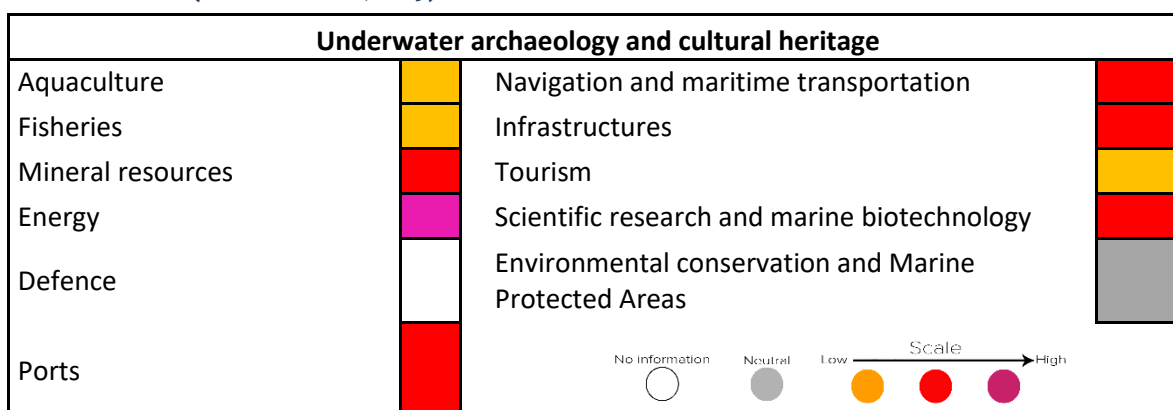 Underwater archaeology and cultural heritage
Aquaculture
Navigation and maritime transportation
Fisheries
Infrastructures
Mineral resources
Tourism
Energy
Scientific research and marine biotechnology
Defence
Environmental conservation and Marine
Protected Areas
Ports
No information
Neutral
Low
Scale
High